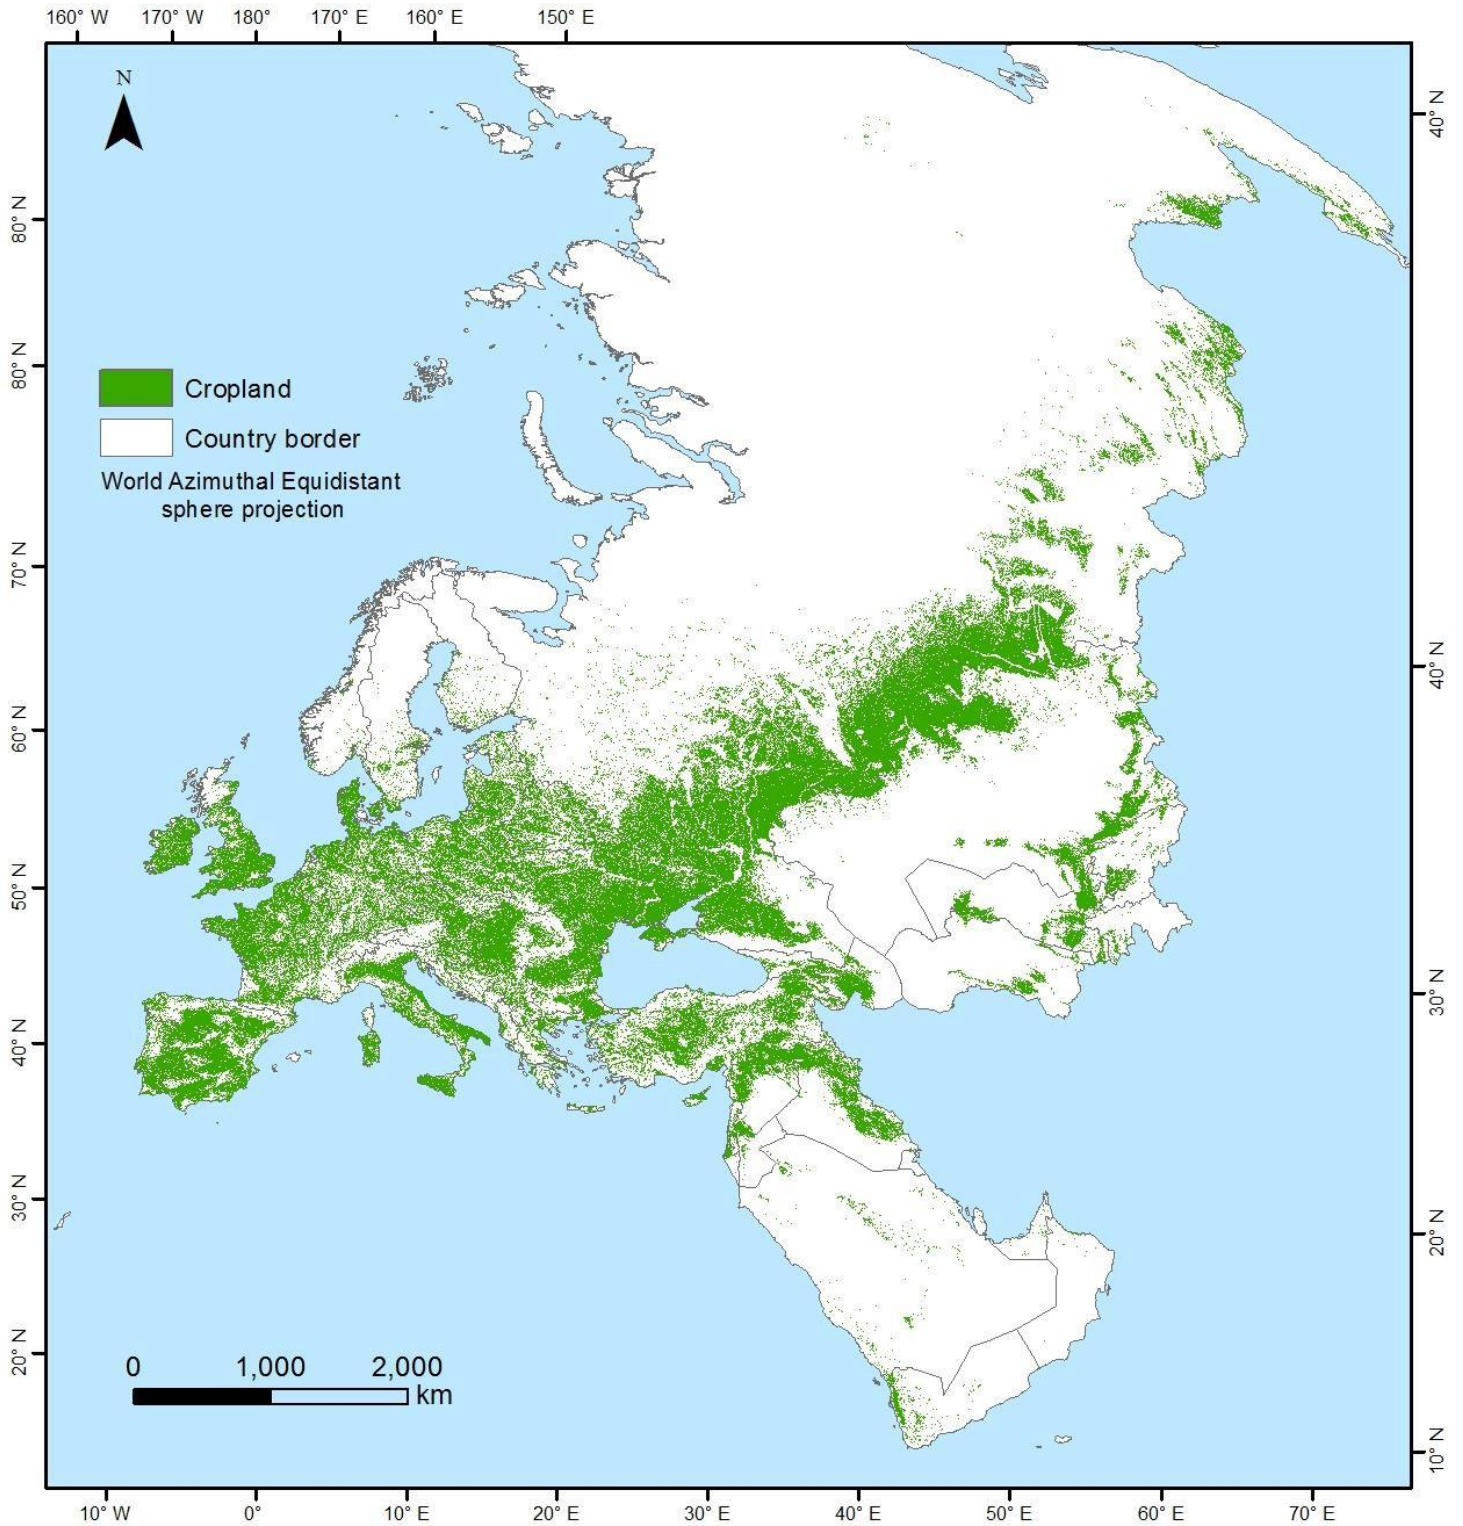 160° W 170° W 180° 170° E 160° E 150° E
N
40° N
80° N
80° N
Cropland
Country border
World Azimuthal Equidistant
sphere projection
70° N
40° N
60° N
50° N
30° N
40° N
30° N
20° N
20° N
0 1,000 2,000
km
10° N
10° W 0° 10° E 20° E 30° E 40° E 50° E 60° E 70° E